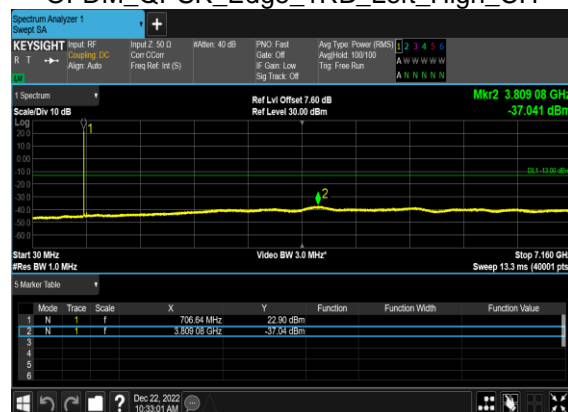 Spectrum Analyzer 1
Swept SA
KEYSIGHT Input: RF Input Z: 50 Ω #Atten: 40 dB PNO: Fast Avg Type: Power (RMS) 1 2 3 4 5 6
R T Coupling: DC Corr CCorr Gate: Off Avg|Hold: 100/100 A W W W W W
Align: Auto Freq Ref: Int (S) IF Gain: Low Trig: Free Run
Sig Track: Off A N N N N N
1 Spectrum Ref Lvl Offset 7.60 dB Mkr2 3.809 08 GHz
Scale/Div 10 dB Ref Level 30.00 dBm -37.041 dBm
Log
20.0
10.0
0.00
-10.0 DL1 -13.00 dBm
-20.0
-30.0
-40.0
-50.0
-60.0
1
2
Start 30 MHz Video BW 3.0 MHz* Stop 7.160 GHz
#Res BW 1.0 MHz Sweep 13.3 ms (40001 pts)
5 Marker Table
Mode Trace Scale X Y Function Function Width Function Value
1 N 1 f 706.64 MHz 22.90 dBm
2 N 1 f 3.809 08 GHz -37.04 dBm
3
4
5
6
? Dec 22, 2022
10:33:01 AM